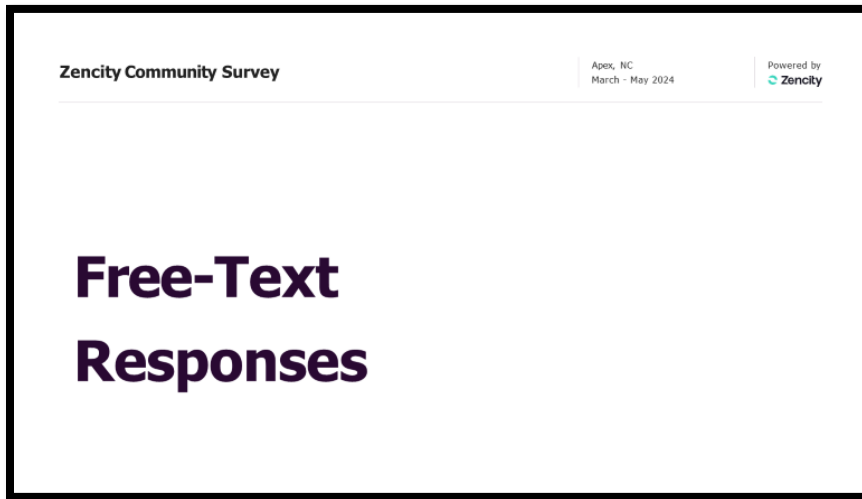 Zencity Community Survey
Apex, NC
March - May 2024
Powered by
Zencity
Free-Text
Responses